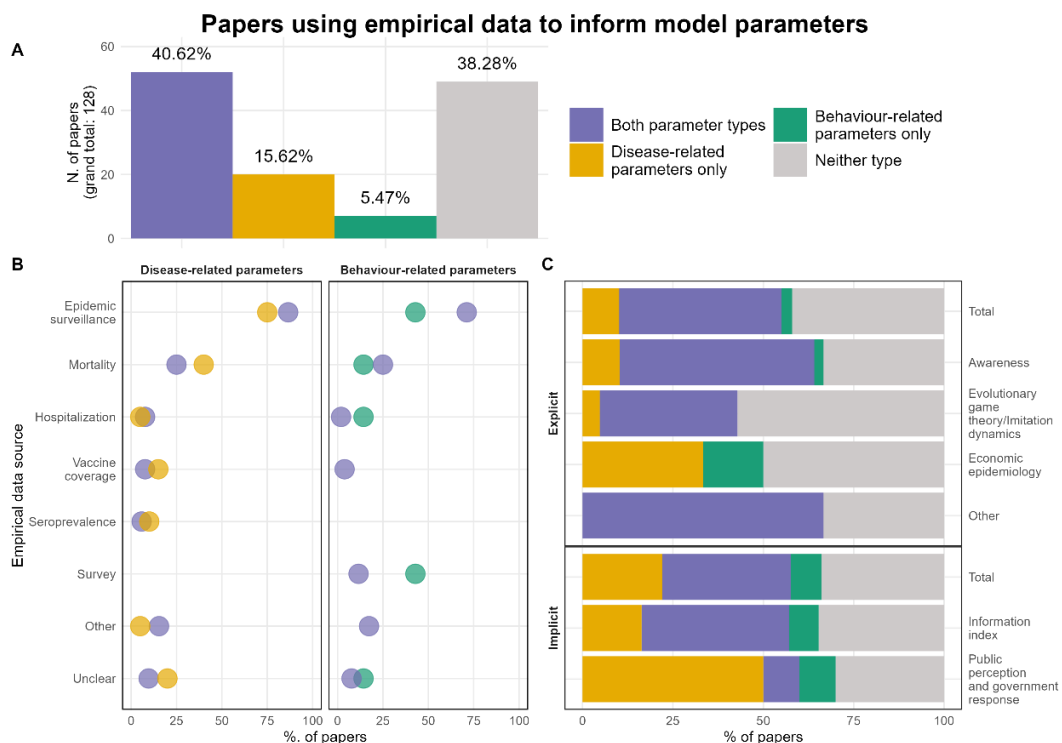 Papers using empirical data to inform model parameters
A
N. of papers
(grand total: 128)
60
40
20
0
40.62%
15.62%
5.47%
38.28%
Both parameter types
Disease-related
parameters only
Behaviour-related
parameters only
Neither type
B
Disease-related parameters
Behaviour-related parameters
Empirical data source
Epidemic
surveillance
Mortality
Hospitalization
Vaccine
coverage
Seroprevalence
Survey
Other
Unclear
0
25
50
75
100
0
25
50
75
100
%. of papers
C
Explicit
Total
Awareness
Evolutionary
game
theory/Imitation
dynamics
Economic
epidemiology
Other
Implicit
Total
Information
index
Public
perception
and government
response
0
25
50
75
100
% of papers